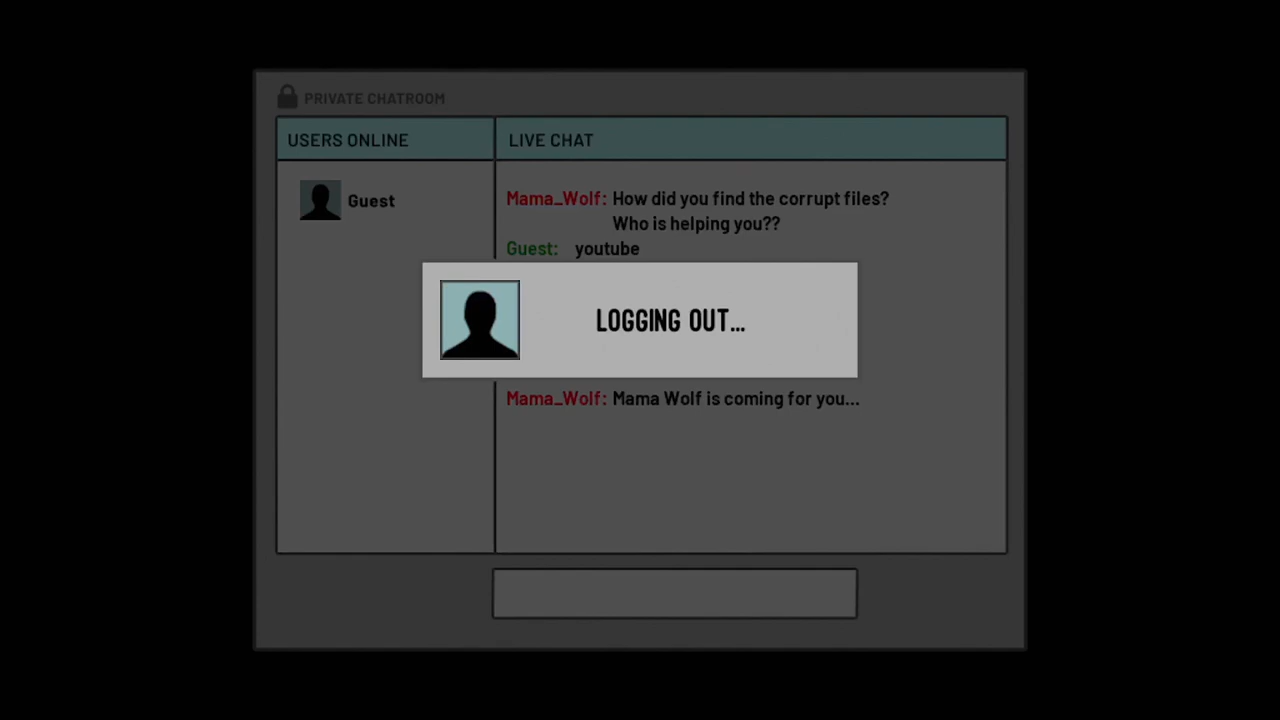 PRIVATE CHATROOM
USERS ONLINE
LIVE CHAT
Guest
Mama_Wolf: How did you find the corrupt files?
Who is helping you??
Guest: youtube
LOGGING OUT...
Mama_Wolf: Mama Wolf is coming for you...